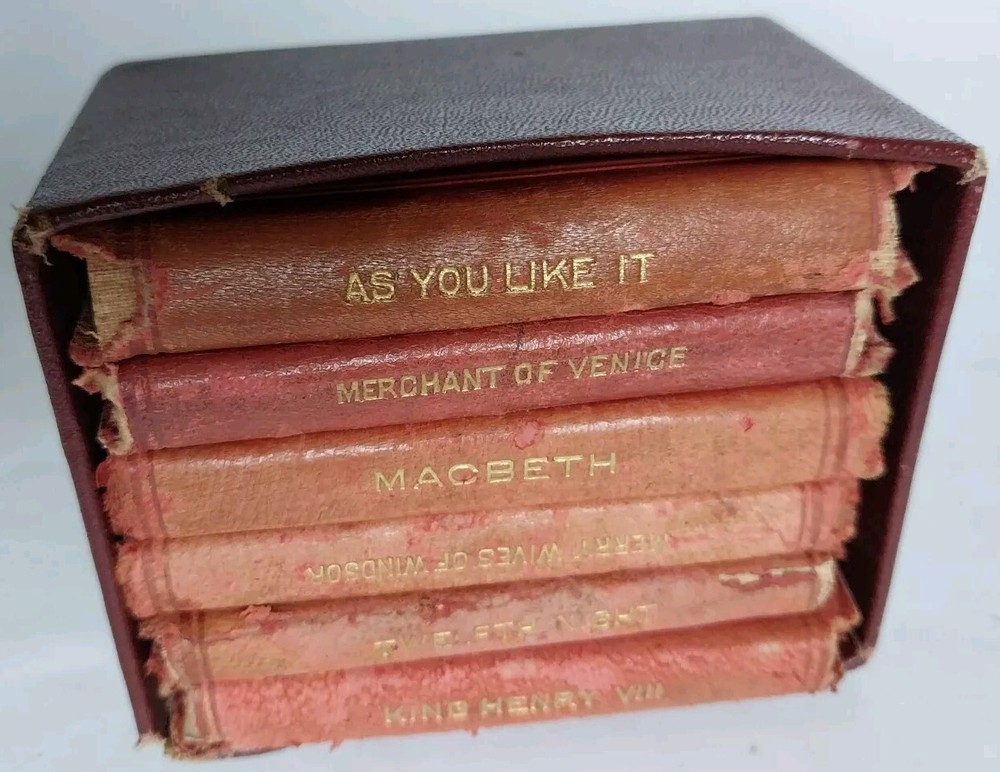 AS YOU LIKE IT
MERCHANT OF VENICE
MACBETH
MERRY WIVES OF WINDSOR
TWELFTH NIGHT
KING HENRY VIII